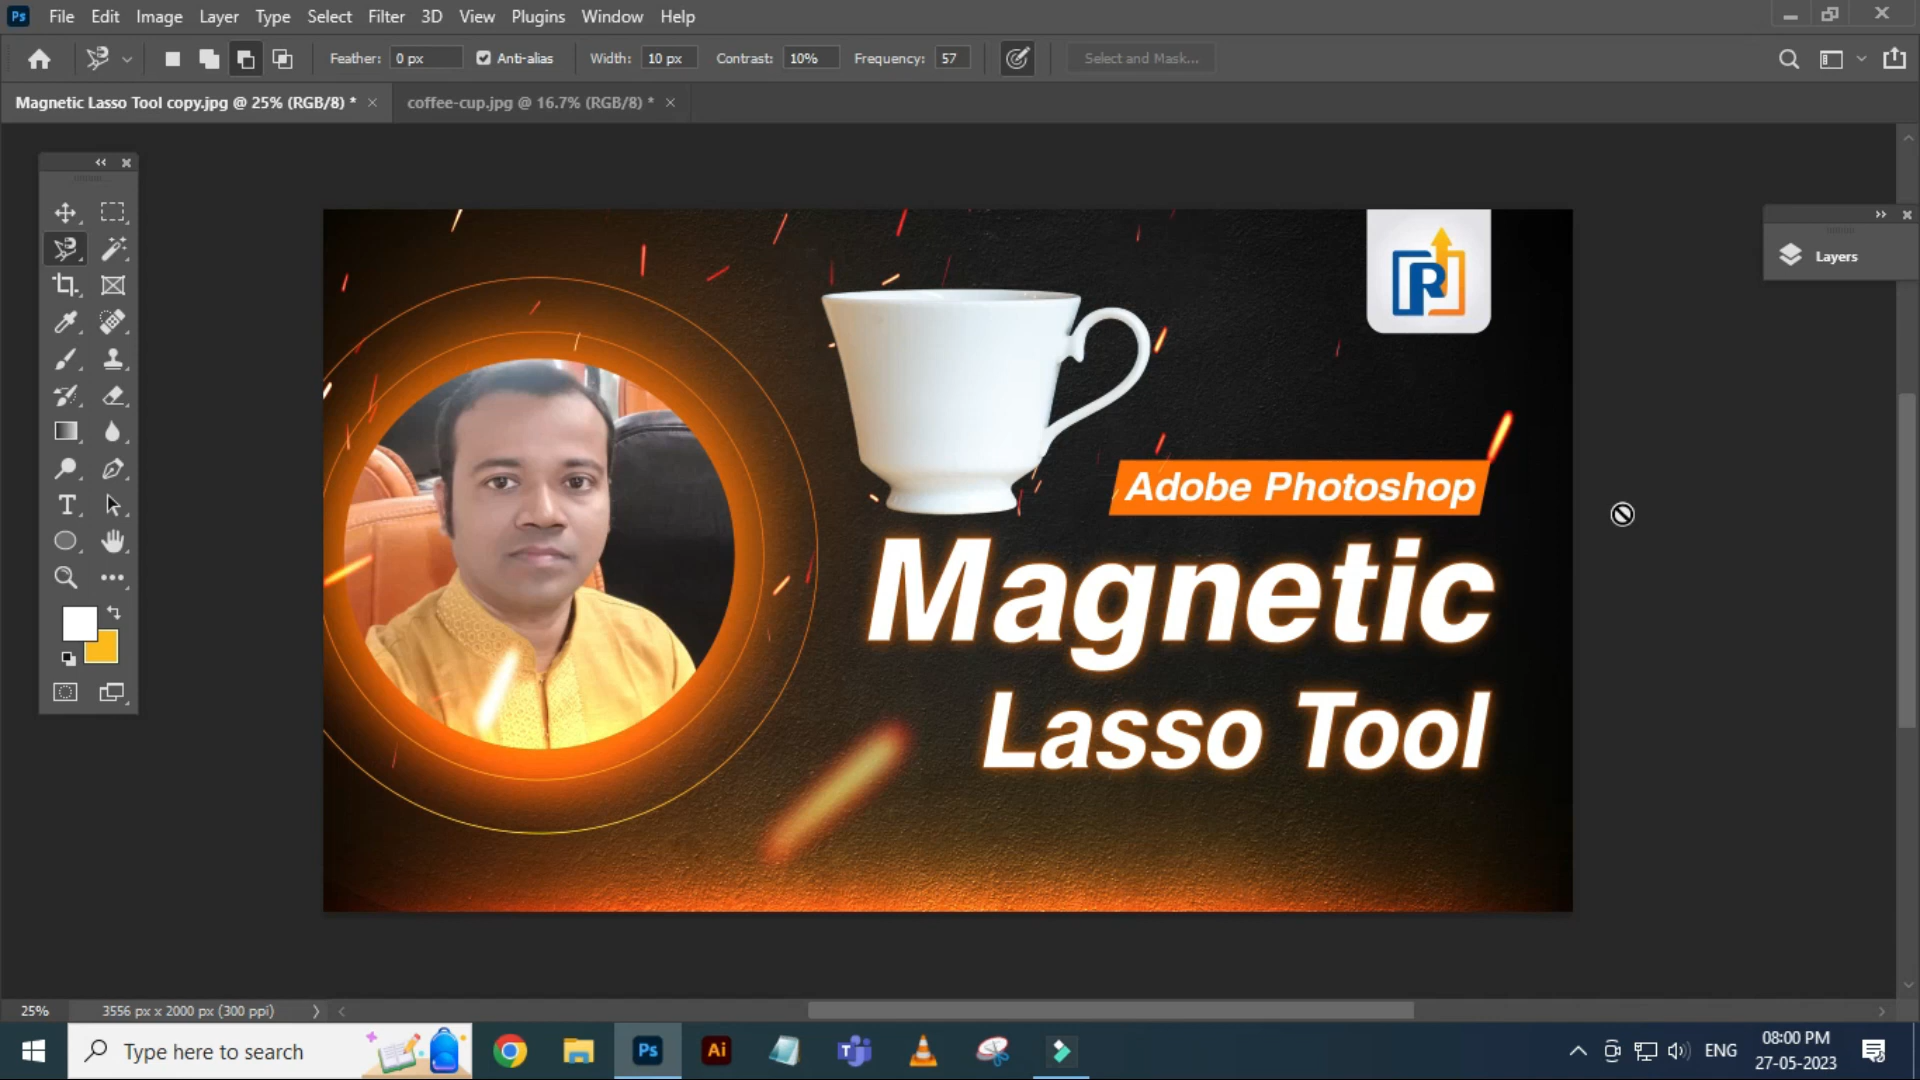 Ps File Edit Image Layer Type Select Filter 3D View Plugins Window Help
Feather: 0 px Anti-alias Width: 10 px Contrast: 10% Frequency: 57 Select and Mask...
Magnetic Lasso Tool copy.jpg @ 25% (RGB/8) * × coffee-cup.jpg @ 16.7% (RGB/8) * ×
Layers
R
Adobe Photoshop
Magnetic
Lasso Tool
T
25% 3556 px x 2000 px (300 ppi)
Type here to search
Ps
Ai
T
ENG
08:00 PM
27-05-2023